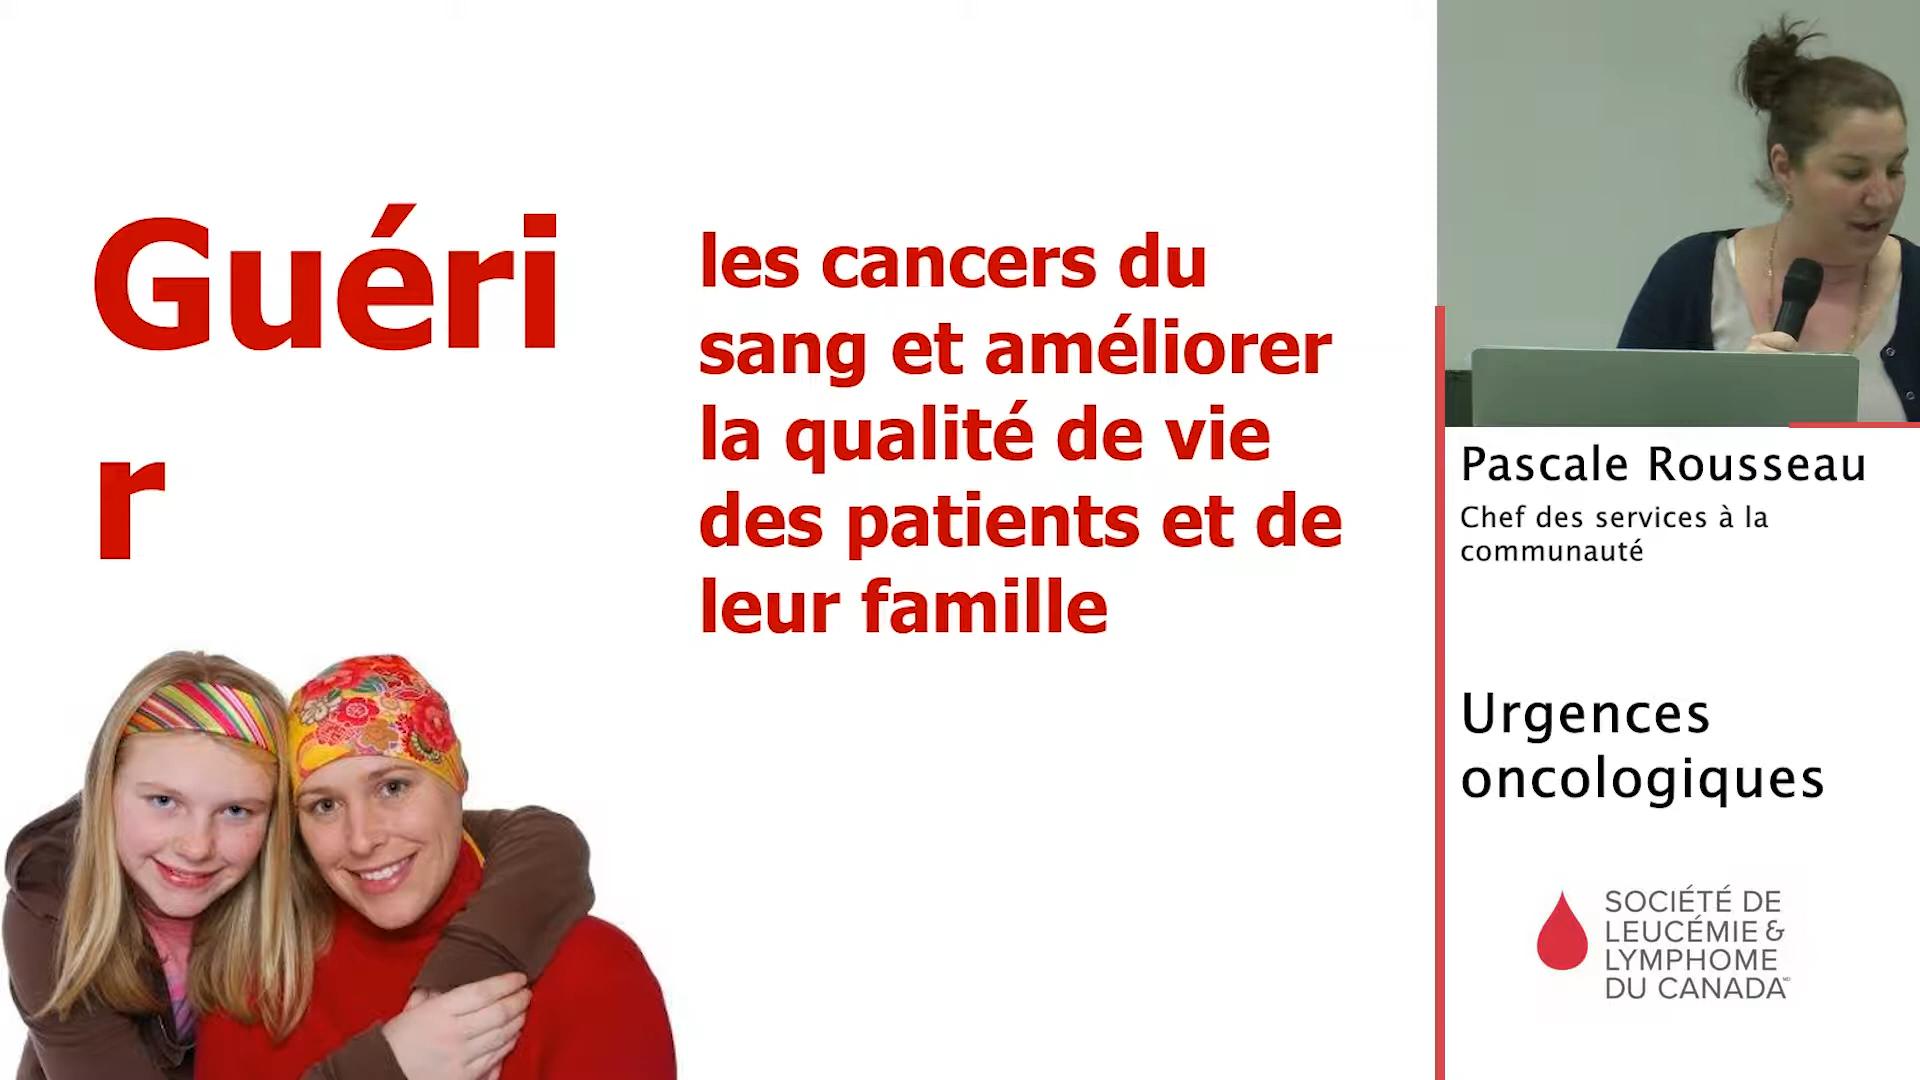 Guéri
r
les cancers du
sang et améliorer
la qualité de vie
des patients et de
leur famille
Pascale Rousseau
Chef des services à la
communauté
Urgences
oncologiques
SOCIÉTÉ DE
LEUCÉMIE &
LYMPHOME
DU CANADA